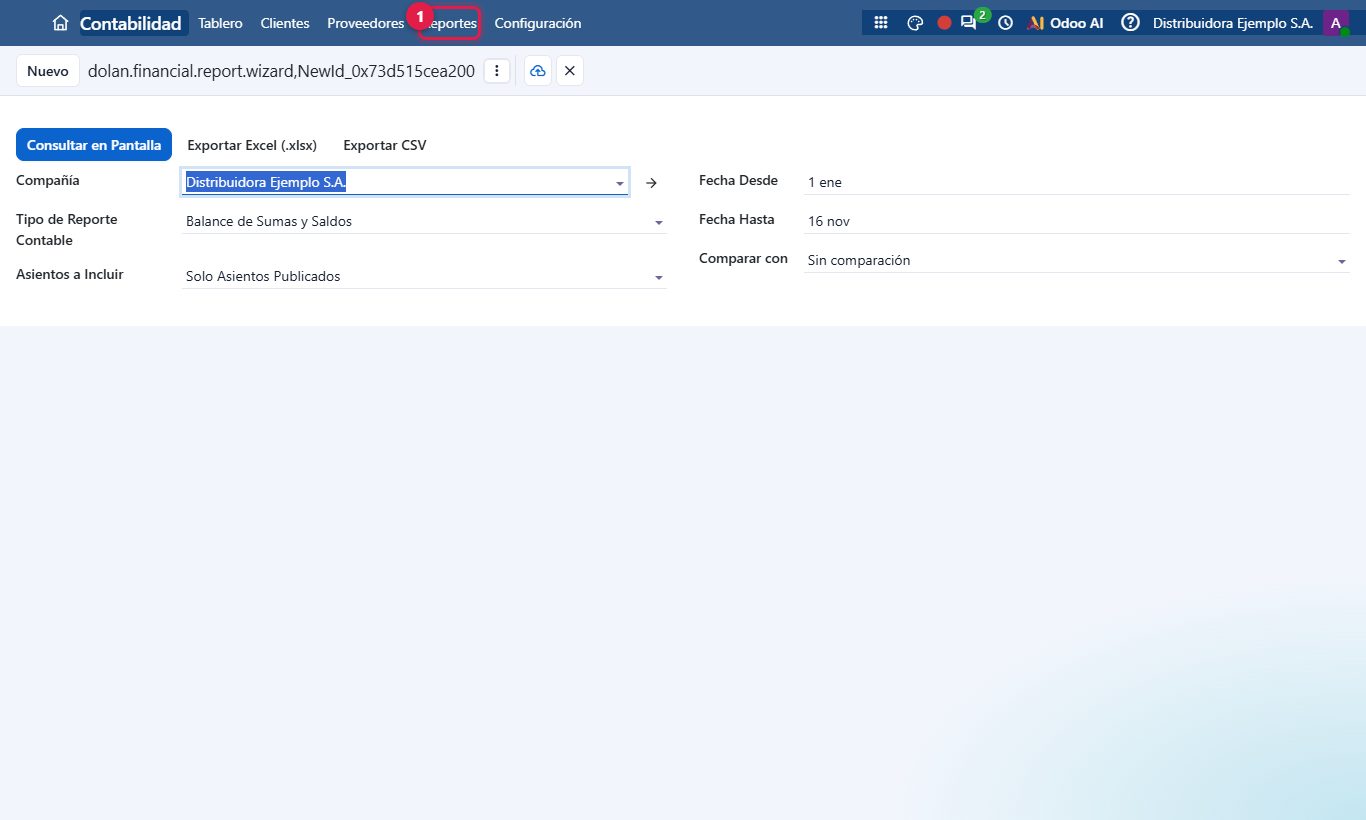 Contabilidad Tablero Clientes Proveedores 1 eportes Configuración 2 Odoo AI Distribuidora Ejemplo S.A. A
Nuevo dolan.financial.report.wizard,NewId_0x73d515cea200
Consultar en Pantalla Exportar Excel (.xlsx) Exportar CSV
Compañía Distribuidora Ejemplo S.A. Fecha Desde 1 ene
Tipo de Reporte Contable Balance de Sumas y Saldos Fecha Hasta 16 nov
Asientos a Incluir Solo Asientos Publicados Comparar con Sin comparación